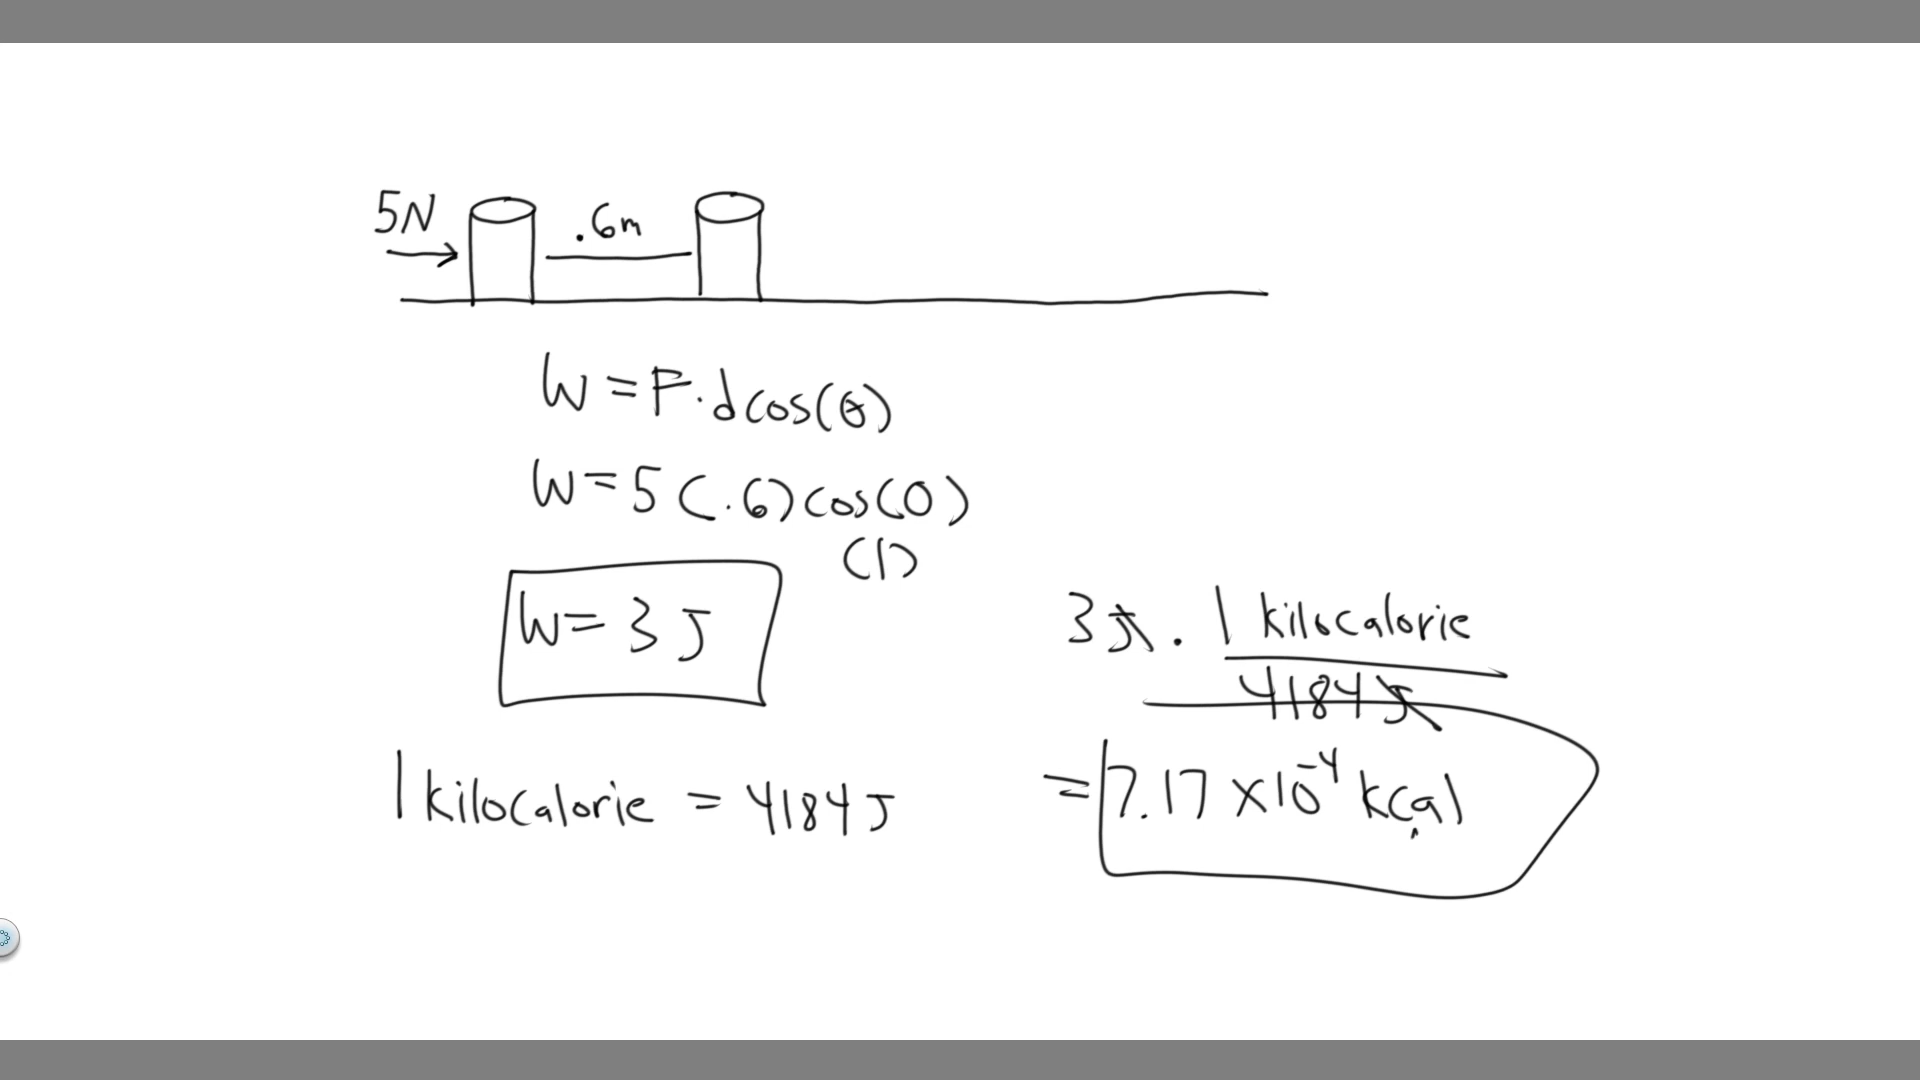 5N
.6m
W = F·dcos(θ)
W = 5(.6)cos(0)
(1)
W = 3 J
1 kilocalorie = 4184 J
3 J · 1 kilocalorie
4184 J
= 7.17 x10⁻⁴ kcal